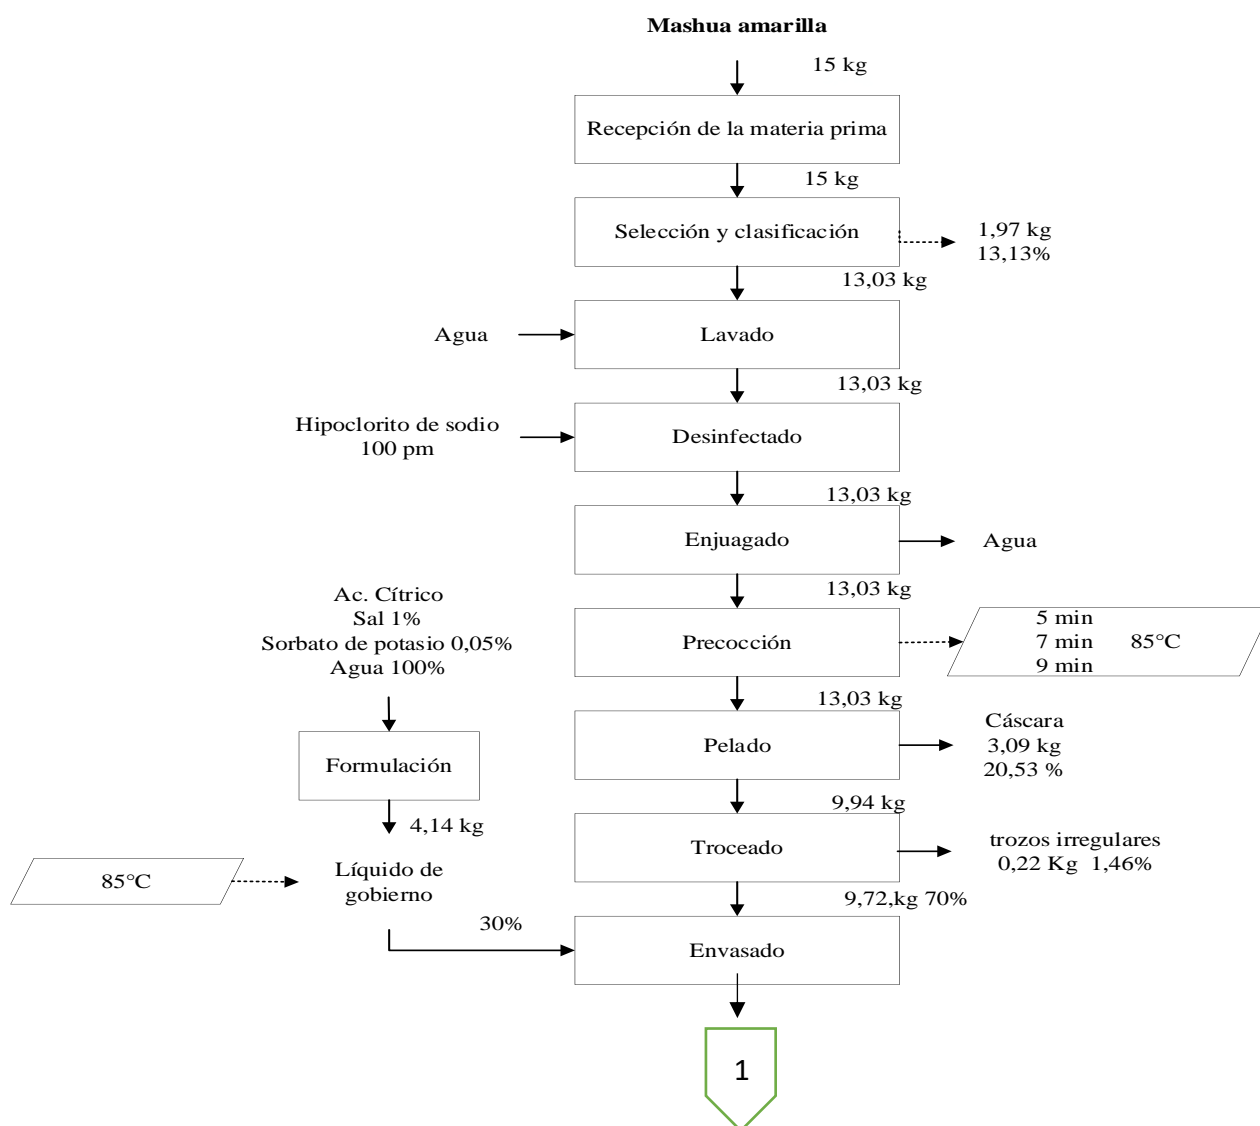 Mashua amarilla
15 kg
Recepción de la materia prima
15 kg
Selección y clasificación
1,97 kg
13,13%
13,03 kg
Agua
Lavado
13,03 kg
Hipoclorito de sodio
100 pm
Desinfectado
13,03 kg
Enjuagado
Agua
13,03 kg
Ac. Cítrico
Sal 1%
Sorbato de potasio 0,05%
Agua 100%
Precocción
5 min
7 min 85°C
9 min
13,03 kg
Formulación
Pelado
Cáscara
3,09 kg
20,53 %
9,94 kg
4,14 kg
Troceado
trozos irregulares
0,22 Kg 1,46%
85°C
Líquido de
gobierno
9,72,kg 70%
30%
Envasado
1